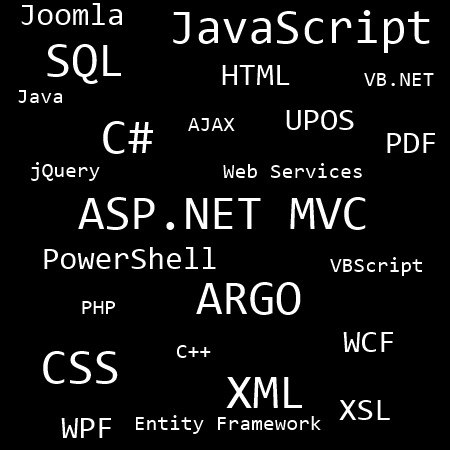 Joomla
JavaScript
SQL
HTML
VB.NET
Java
C#
AJAX
UPOS
PDF
jQuery
Web Services
ASP.NET MVC
PowerShell
VBScript
ARGO
PHP
WCF
C++
CSS
XML
XSL
WPF
Entity Framework